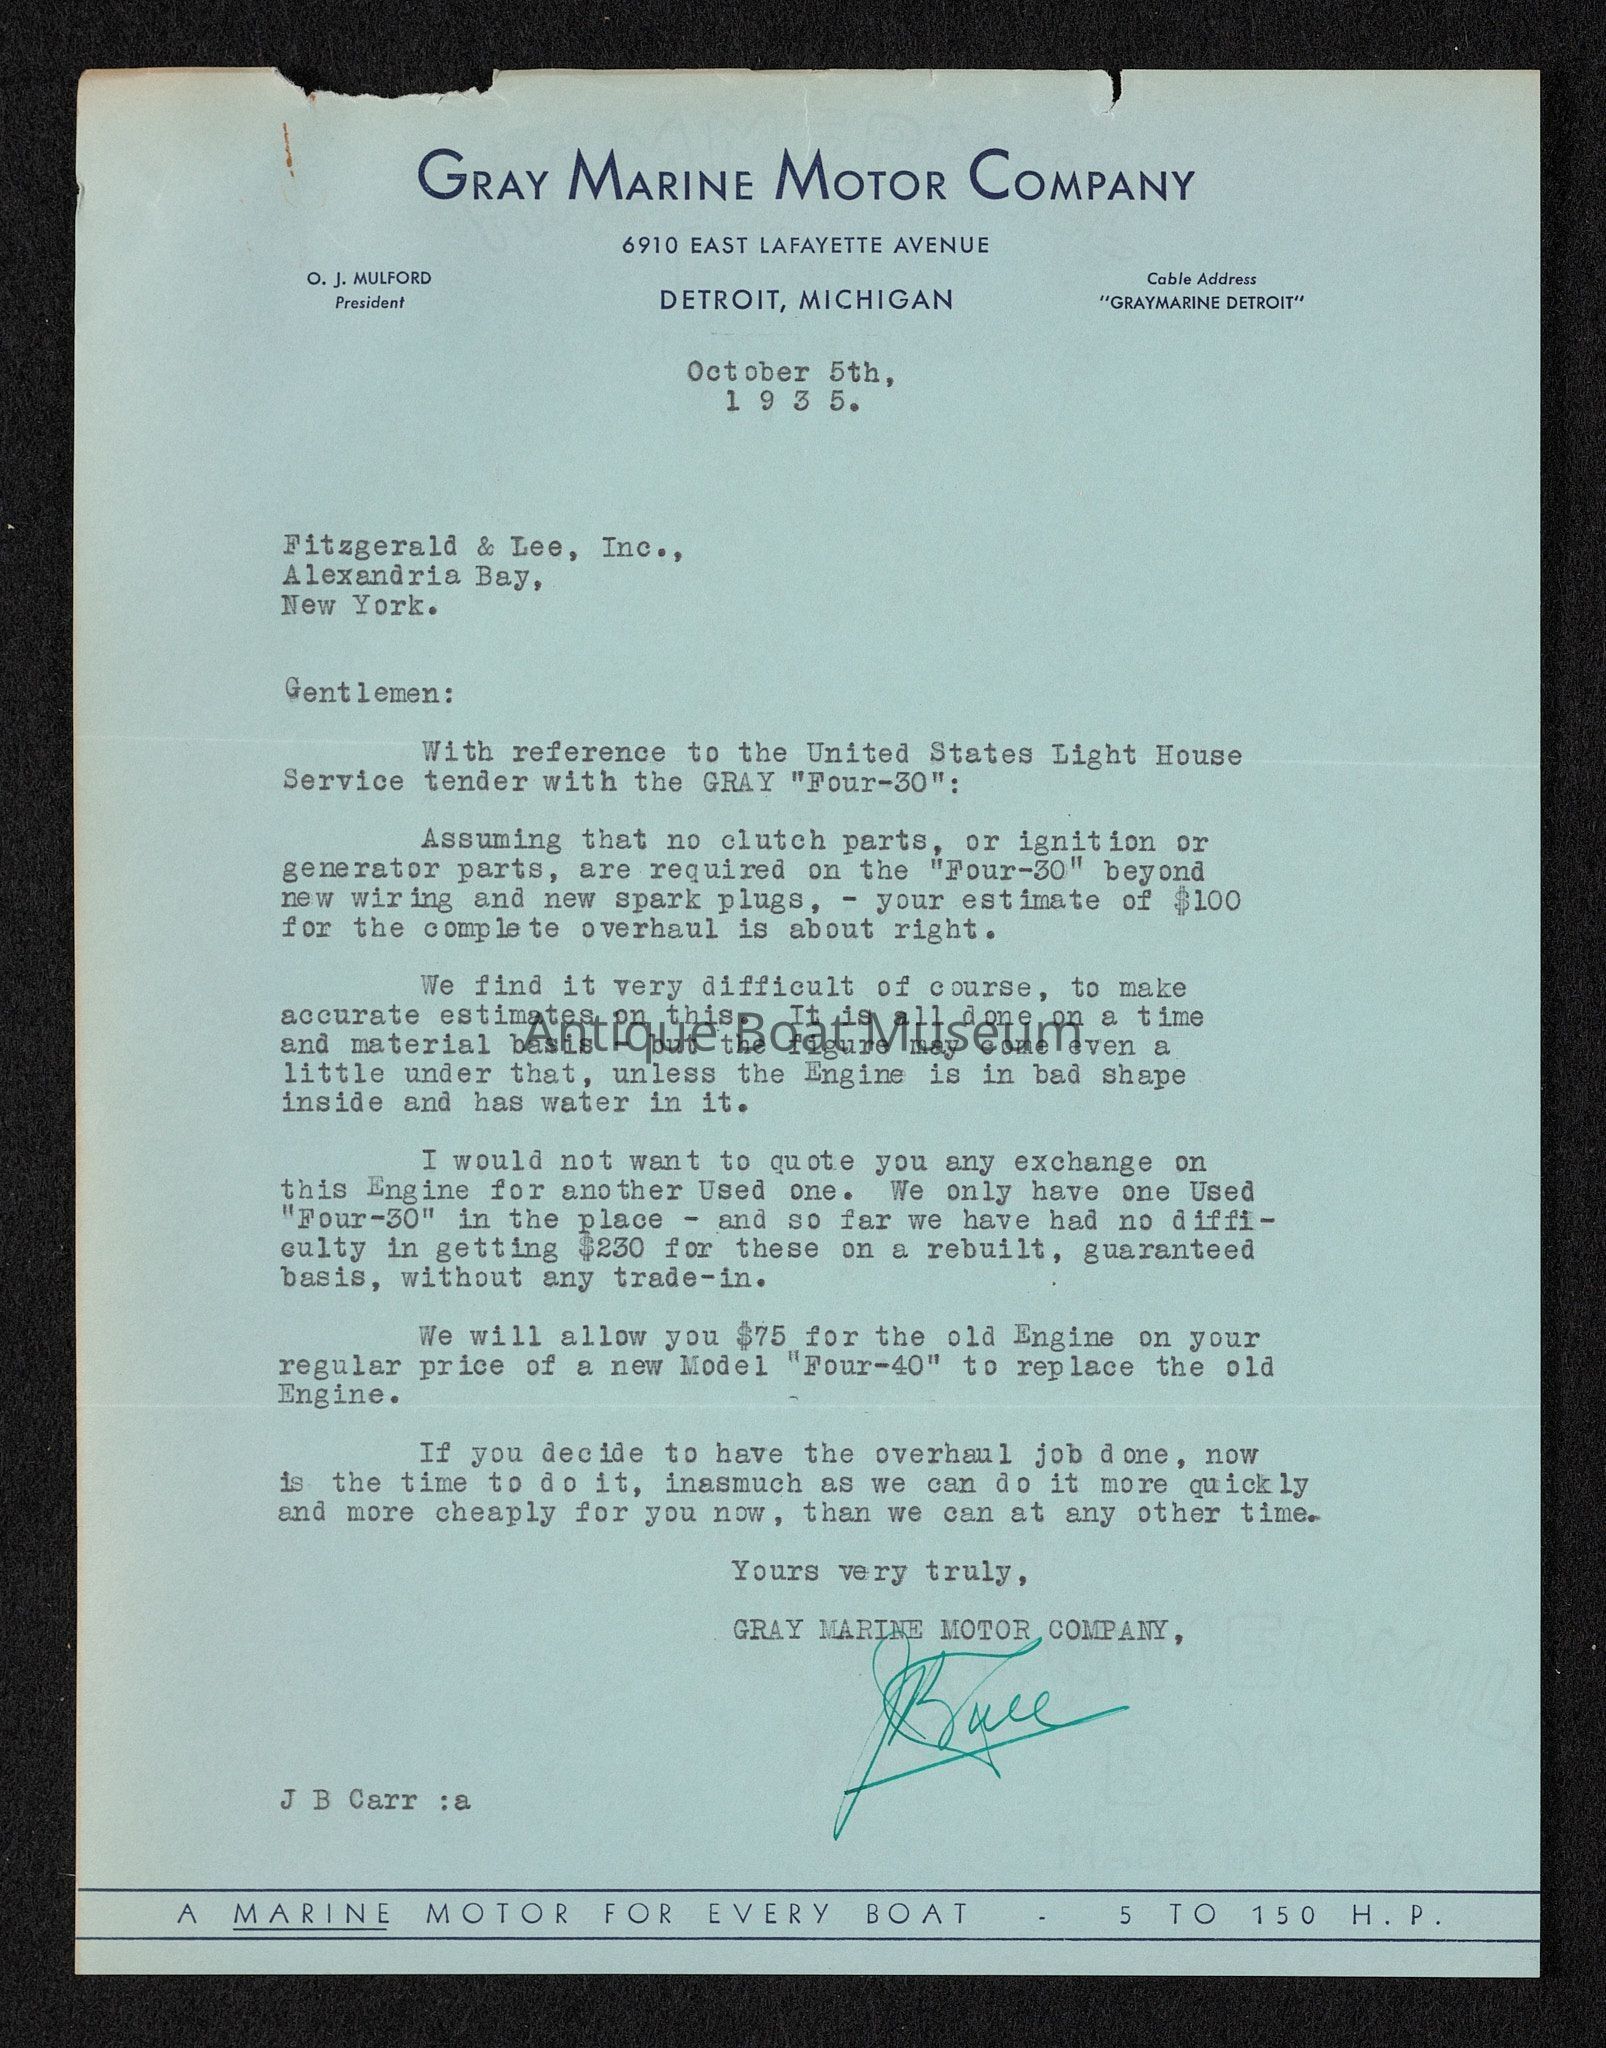 GRAY MARINE MOTOR COMPANY
6910 EAST LAFAYETTE AVENUE
O. J. MULFORD
President
DETROIT, MICHIGAN
Cable Address
"GRAYMARINE DETROIT"
October 5th,
1 9 3 5.
Fitzgerald & Lee, Inc.,
Alexandria Bay,
New York.
Gentlemen:
With reference to the United States Light House
Service tender with the GRAY "Four-30":
Assuming that no clutch parts, or ignition or
generator parts, are required on the "Four-30" beyond
new wiring and new spark plugs, - your estimate of $100
for the complete overhaul is about right.
We find it very difficult of course, to make
accurate estimates on this. It is all done on a time
and material basis - but the figure may come even a
little under that, unless the Engine is in bad shape
inside and has water in it.
Antique Boat Museum
I would not want to quote you any exchange on
this Engine for another Used one. We only have one Used
"Four-30" in the place - and so far we have had no diffi-
culty in getting $230 for these on a rebuilt, guaranteed
basis, without any trade-in.
We will allow you $75 for the old Engine on your
regular price of a new Model "Four-40" to replace the old
Engine.
If you decide to have the overhaul job done, now
is the time to do it, inasmuch as we can do it more quickly
and more cheaply for you now, than we can at any other time.
Yours very truly,
GRAY MARINE MOTOR COMPANY,
J B Carr :a
A MARINE MOTOR FOR EVERY BOAT - 5 TO 150 H. P.